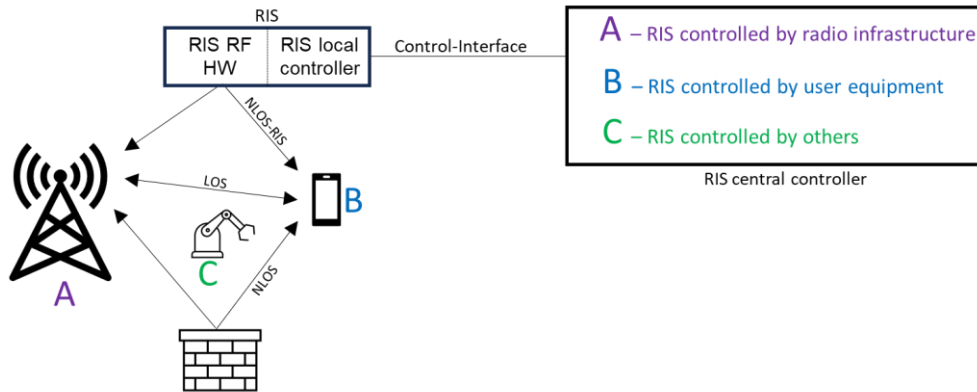 RIS
RIS RF
HW
RIS local
controller
Control-Interface
A – RIS controlled by radio infrastructure
B – RIS controlled by user equipment
C – RIS controlled by others
RIS central controller
NLOS-RIS
LOS
B
C
NLOS
A